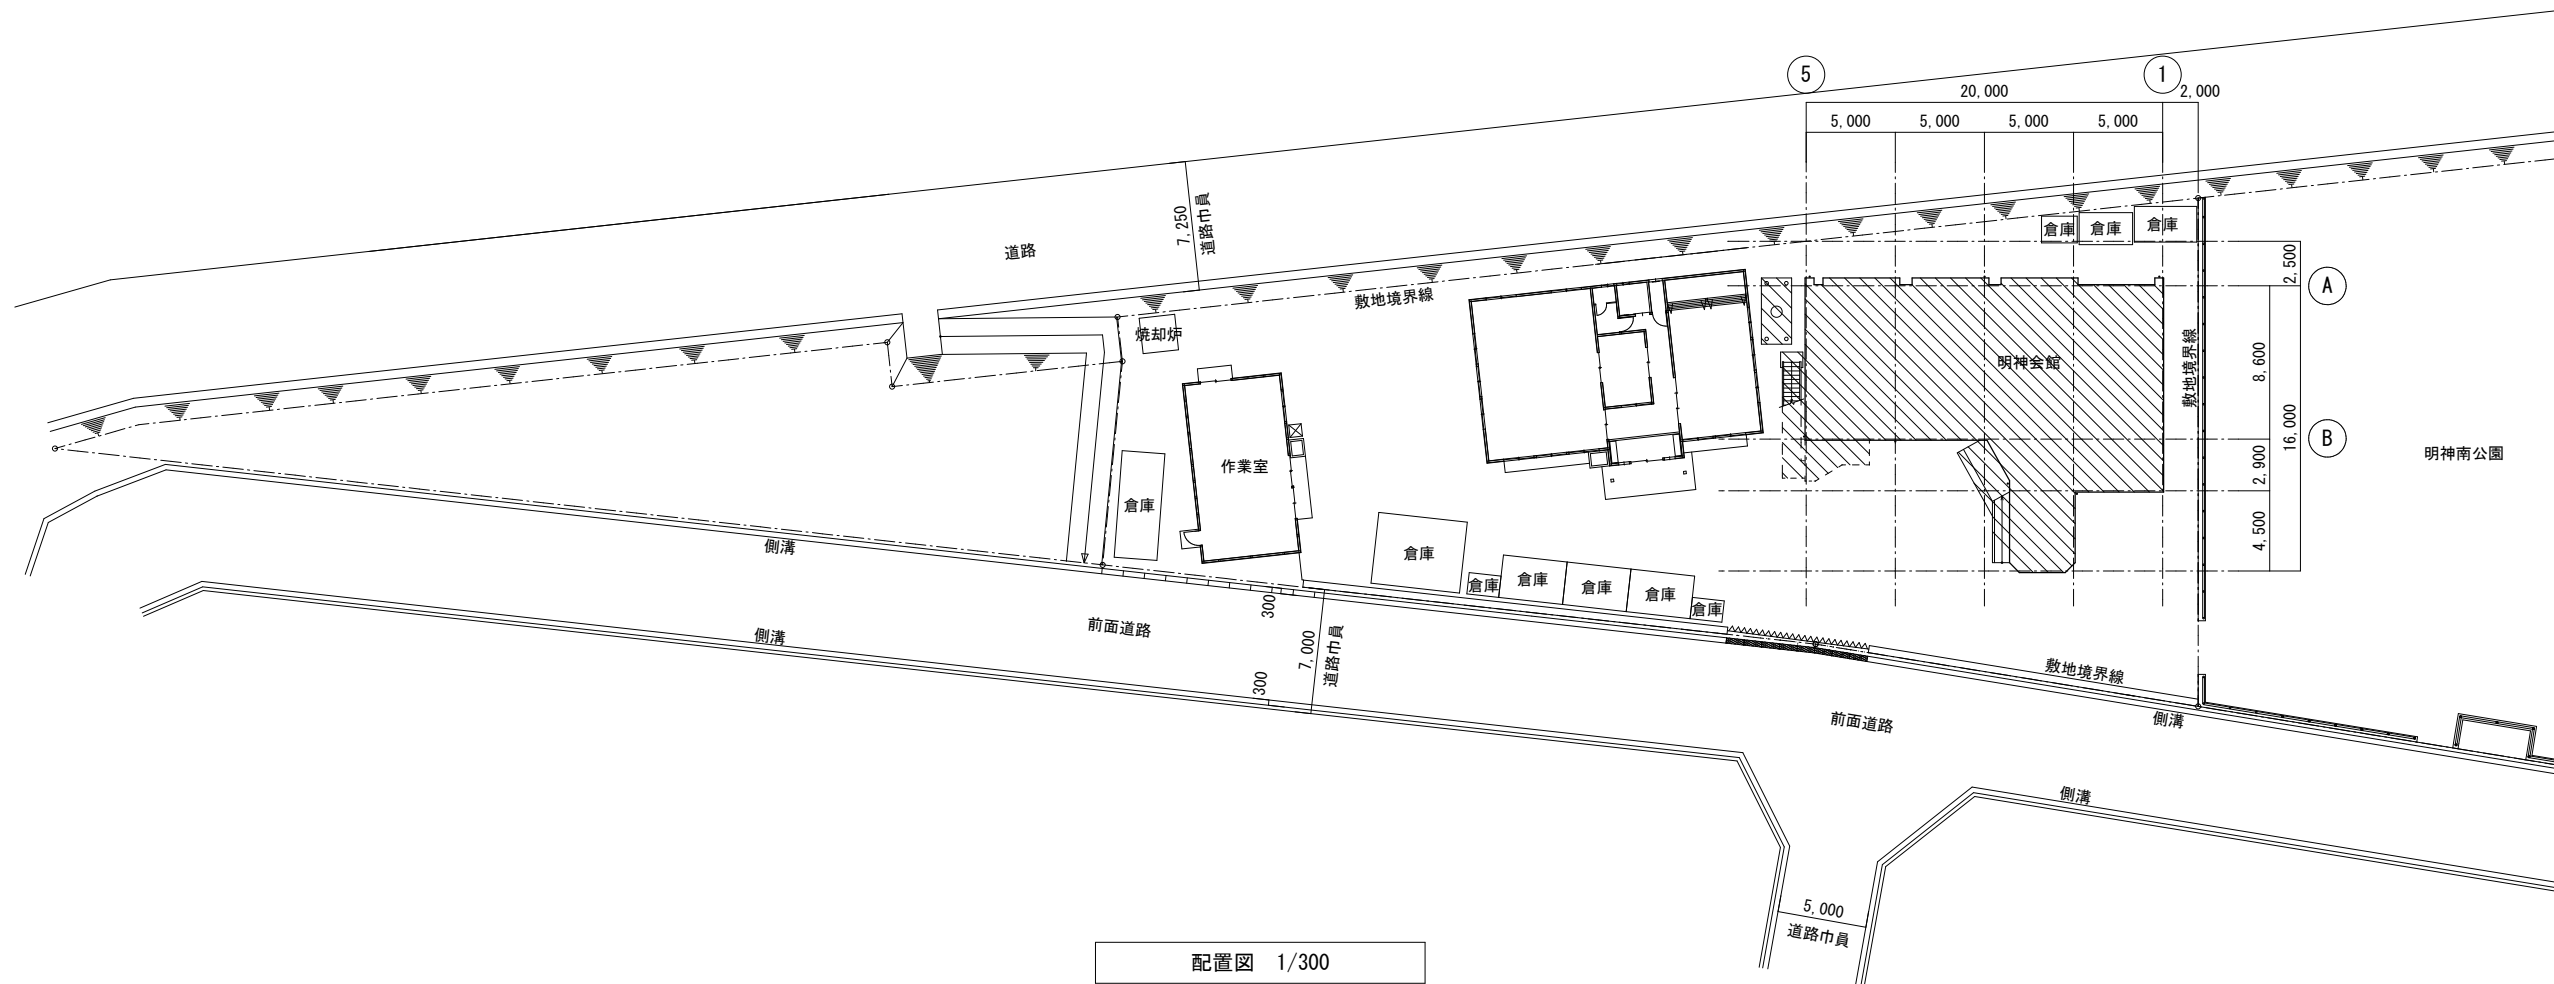 5
1
20,000
2,000
5,000
5,000
5,000
5,000
7,250
道路巾員
道路
倉庫
倉庫
倉庫
2,500
A
敷地境界線
焼却炉
敷地境界線
明神会館
8,600
16,000
B
明神南公園
2,900
4,500
作業室
倉庫
側溝
倉庫
倉庫
倉庫
倉庫
倉庫
倉庫
側溝
前面道路
300
7,000
道路巾員
300
敷地境界線
前面道路
側溝
側溝
5,000
道路巾員
配置図 1/300